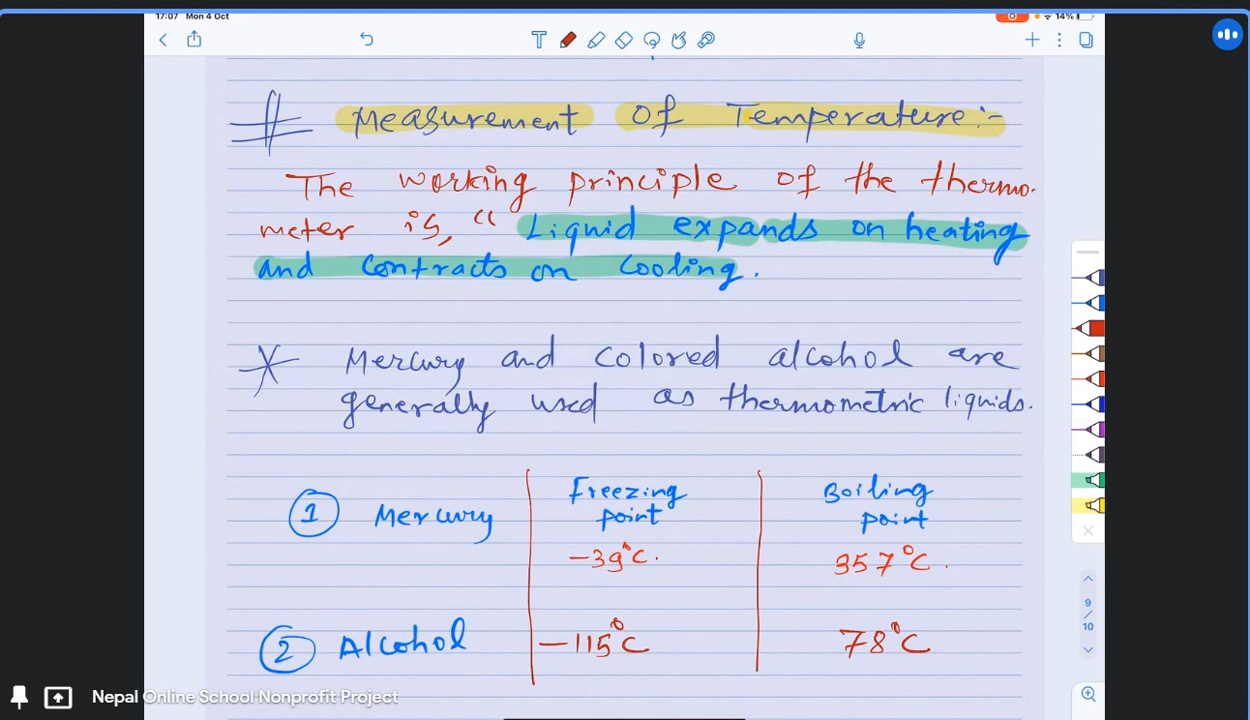 17:07 Mon 4 Oct
14%
T
# Measurement of Temperature:-
The working principle of the thermo-
meter is, “ Liquid expands on heating
and contracts on cooling.
* Mercury and colored alcohol are
generally used as thermometric liquids.
Freezing point
Boiling point
① Mercury
-39°C.
357°C.
② Alcohol
-115°C
78°C
9
/
10
Nepal Online School Nonprofit Project